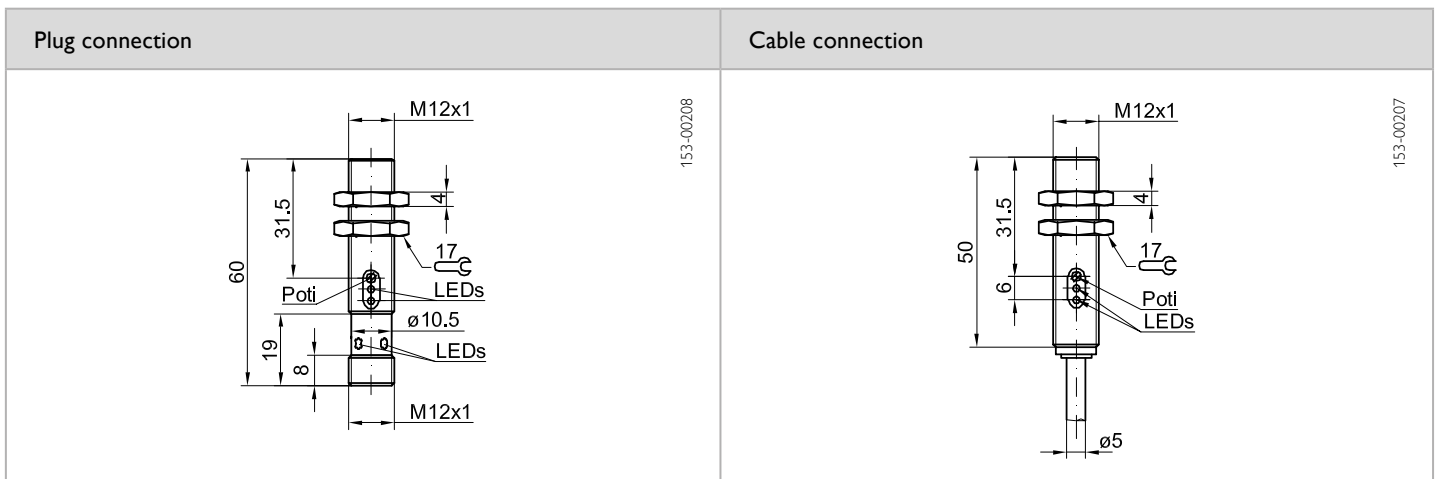 Plug connection
Cable connection
M12x1
153-00208
31.5
4
60
17
Poti
LEDs
ø10.5
19
LEDs
8
M12x1
M12x1
153-00207
31.5
4
50
17
6
Poti
LEDs
ø5